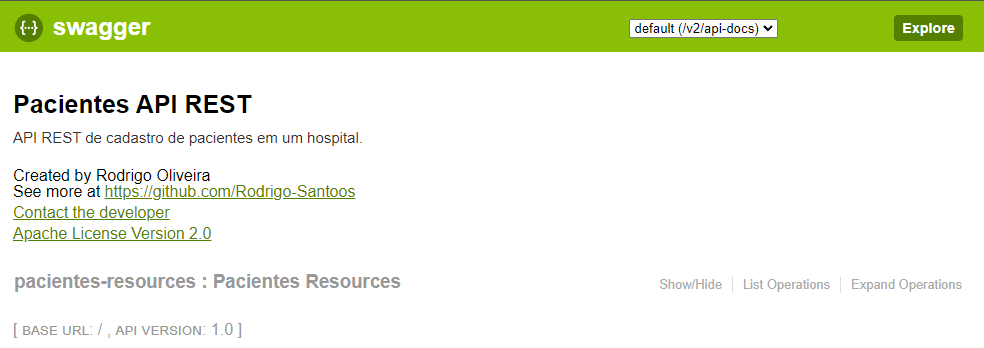 {··} swagger default (/v2/api-docs) Explore
Pacientes API REST
API REST de cadastro de pacientes em um hospital.
Created by Rodrigo Oliveira
See more at https://github.com/Rodrigo-Santoos
Contact the developer
Apache License Version 2.0
pacientes-resources : Pacientes Resources Show/Hide List Operations Expand Operations
[ BASE URL: / , API VERSION: 1.0 ]